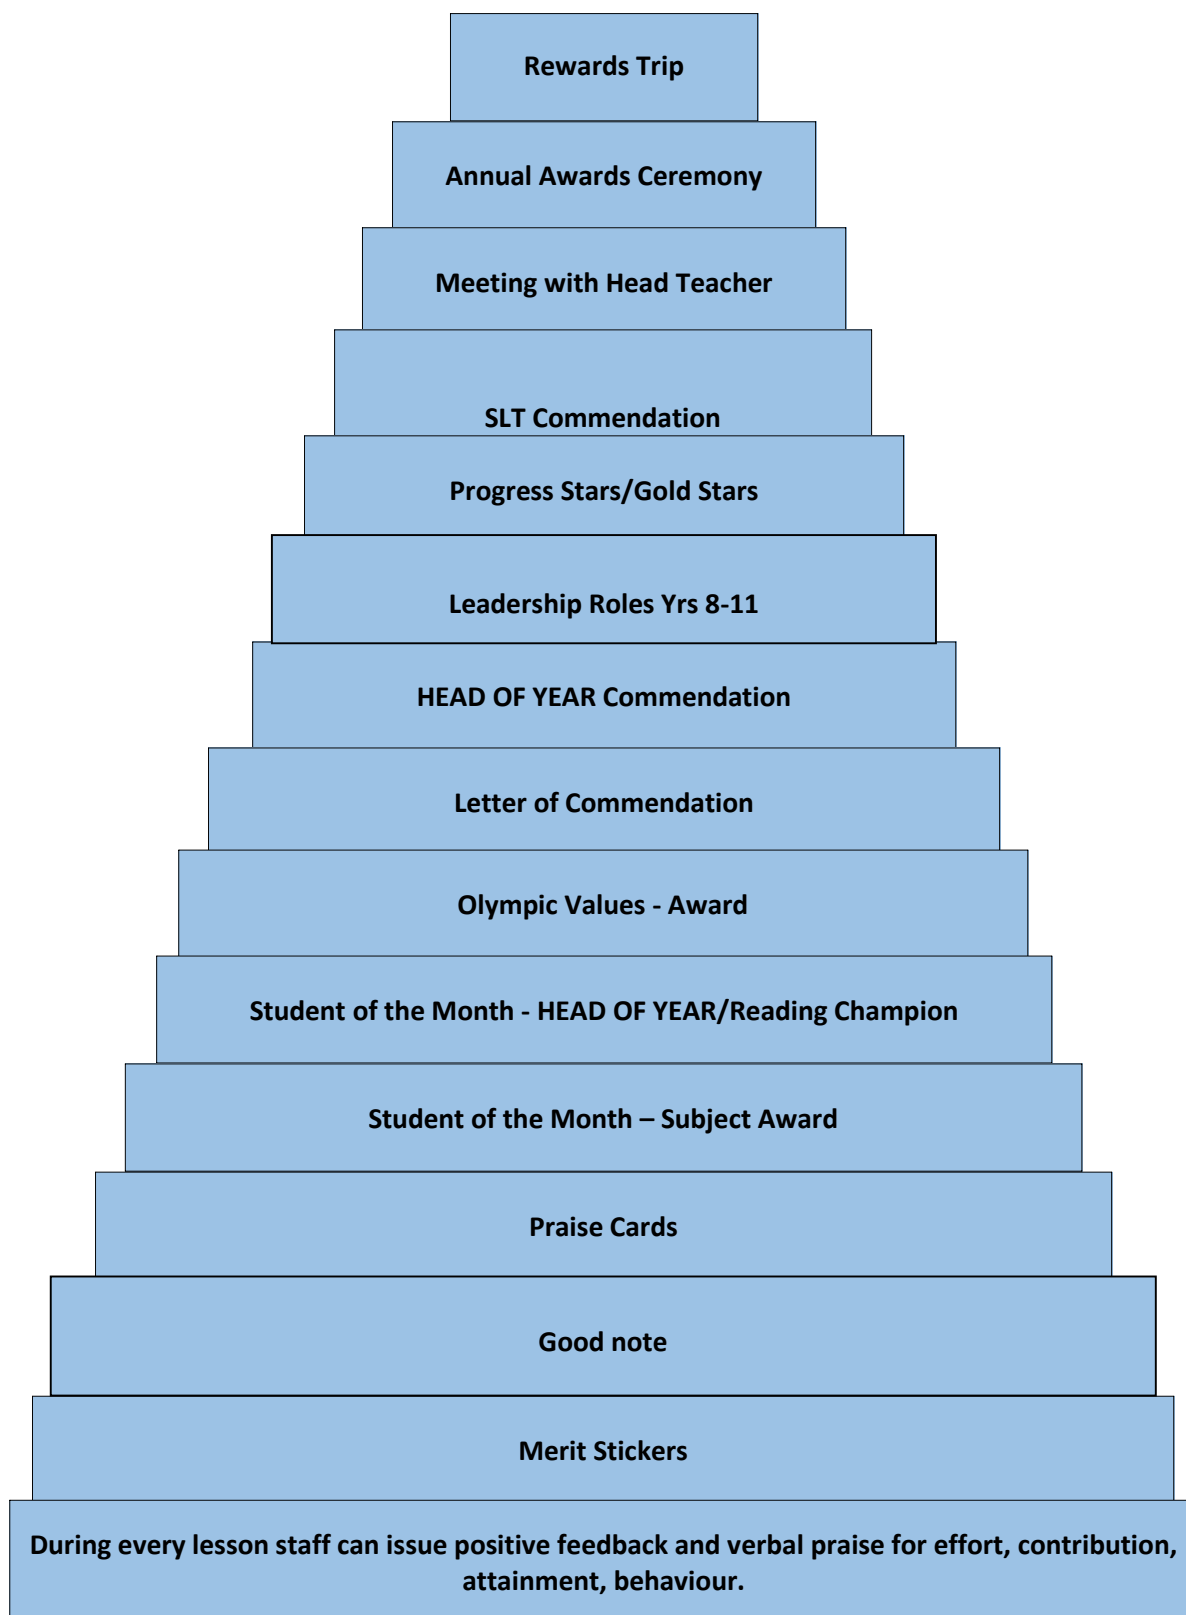 Rewards Trip
Annual Awards Ceremony
Meeting with Head Teacher
SLT Commendation
Progress Stars/Gold Stars
Leadership Roles Yrs 8-11
HEAD OF YEAR Commendation
Letter of Commendation
Olympic Values - Award
Student of the Month - HEAD OF YEAR/Reading Champion
Student of the Month – Subject Award
Praise Cards
Good note
Merit Stickers
During every lesson staff can issue positive feedback and verbal praise for effort, contribution,
attainment, behaviour.